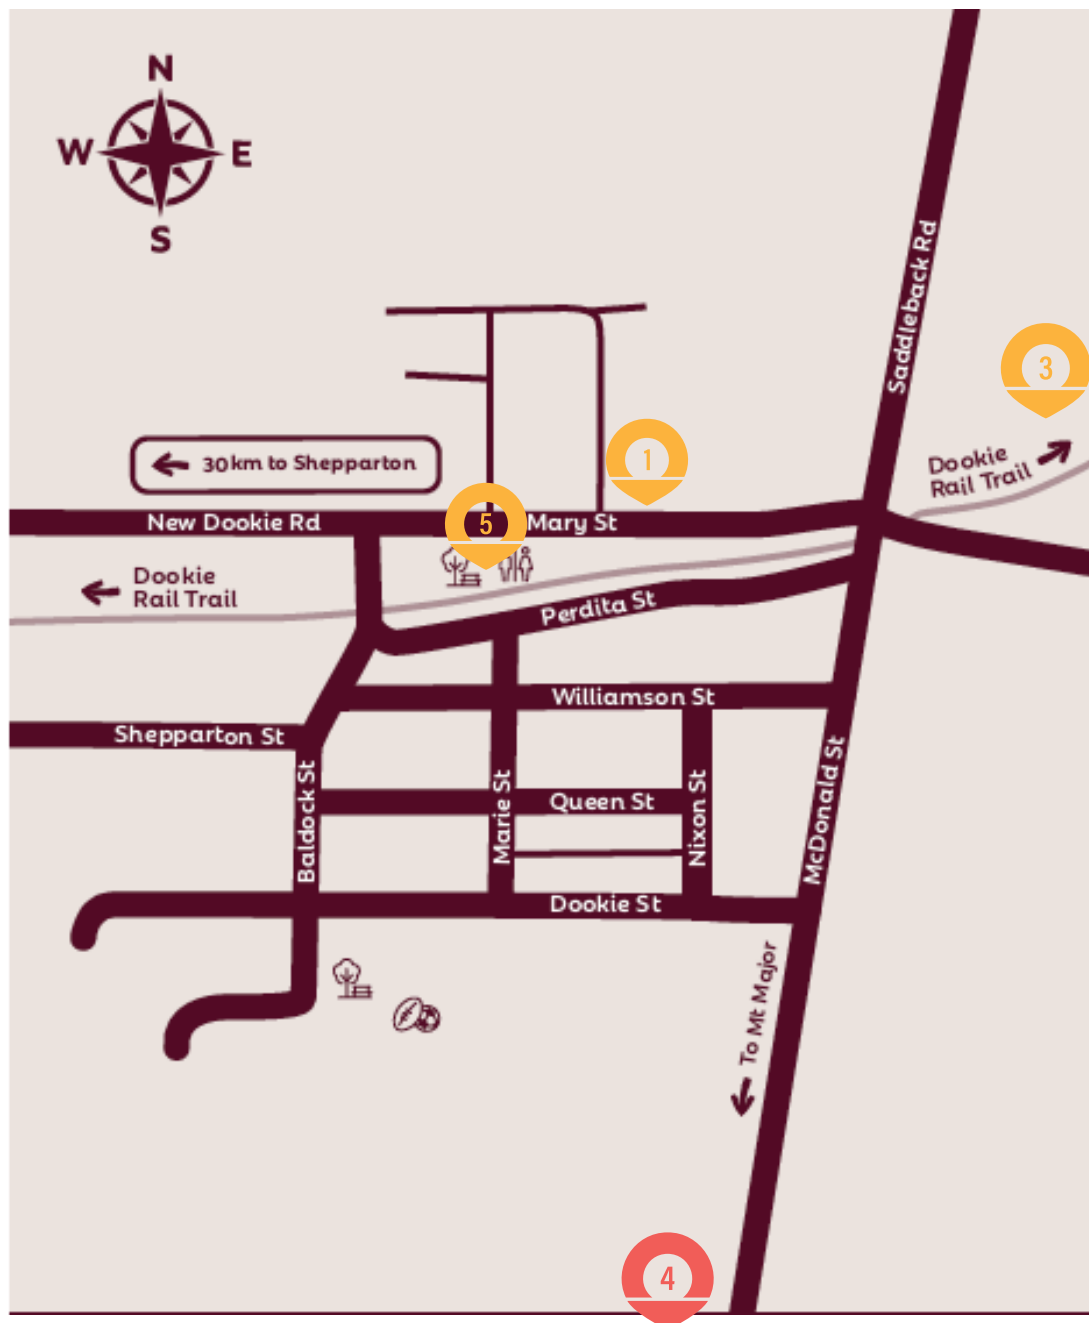 N
W
E
S
Saddleback Rd
3
Dookie
Rail Trail
30km to Shepparton
1
New Dookie Rd
5
Mary St
Dookie
Rail Trail
Perdita St
Williamson St
Shepparton St
Baldock St
Marie St
Queen St
Nixon St
McDonald St
Dookie St
To Mt Major
4